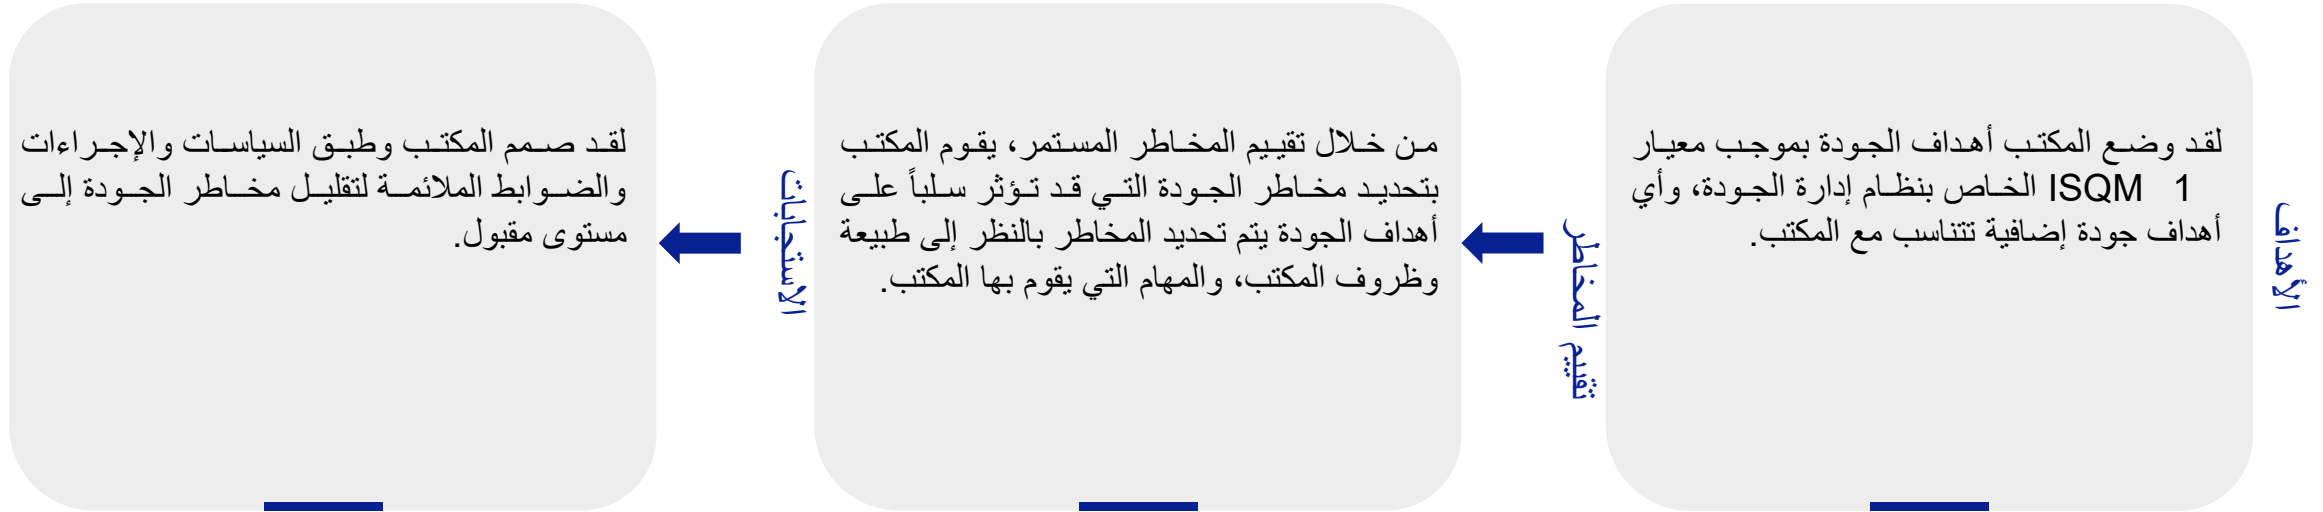 الأهداف
لقد وضع المكتب أهداف الجودة بموجب معيار
ISQM 1 الخاص بنظام إدارة الجودة، وأي
أهداف جودة إضافية تتناسب مع المكتب.
تقييم المخاطر
من خلال تقييم المخاطر المستمر، يقوم المكتب
بتحديد مخاطر الجودة التي قد تؤثر سلباً على
أهداف الجودة يتم تحديد المخاطر بالنظر إلى طبيعة
وظروف المكتب، والمهام التي يقوم بها المكتب.
الاستجابات
لقد صمم المكتب وطبق السياسات والإجراءات
والضوابط الملائمة لتقليل مخاطر الجودة إلى
مستوى مقبول.